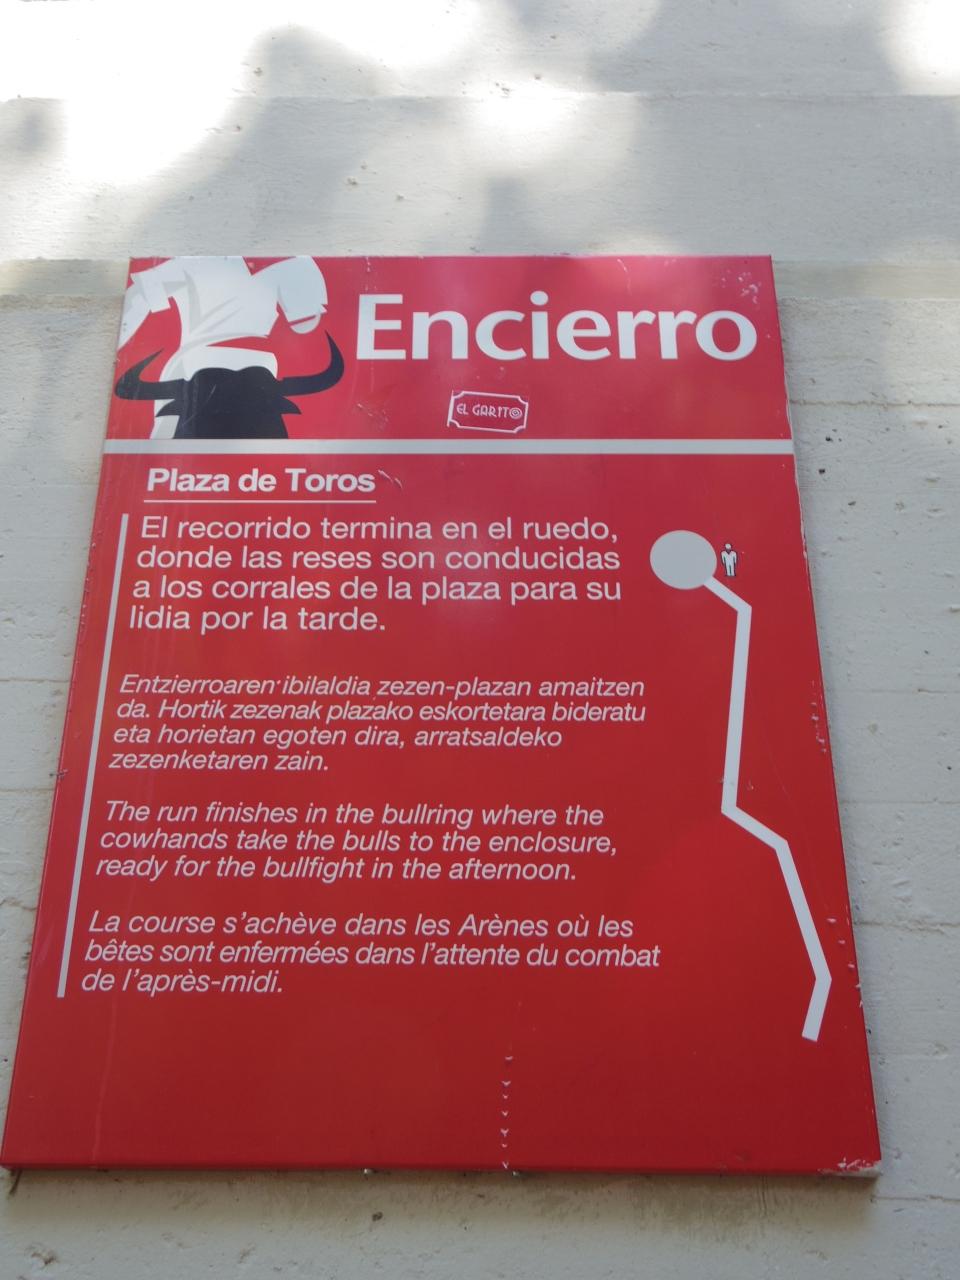 Encierro
EL GARITO
Plaza de Toros
El recorrido termina en el ruedo,
donde las reses son conducidas
a los corrales de la plaza para su
lidia por la tarde.
Entzierroaren ibilaldia zezen-plazan amaitzen
da. Hortik zezenak plazako eskortetara bideratu
eta horietan egoten dira, arratsaldeko
zezenketaren zain.
The run finishes in the bullring where the
cowhands take the bulls to the enclosure,
ready for the bullfight in the afternoon.
La course s'achève dans les Arènes où les
bêtes sont enfermées dans l'attente du combat
de l'après-midi.